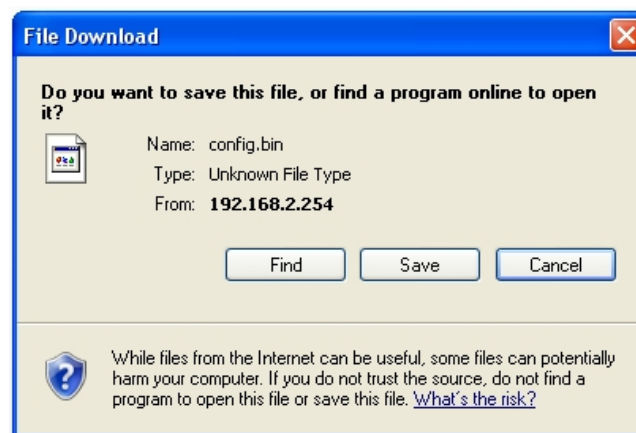 File Download
Do you want to save this file, or find a program online to open
it?
Name: config.bin
Type: Unknown File Type
From: 192.168.2.254
Find Save Cancel
While files from the Internet can be useful, some files can potentially
harm your computer. If you do not trust the source, do not find a
program to open this file or save this file. What's the risk?